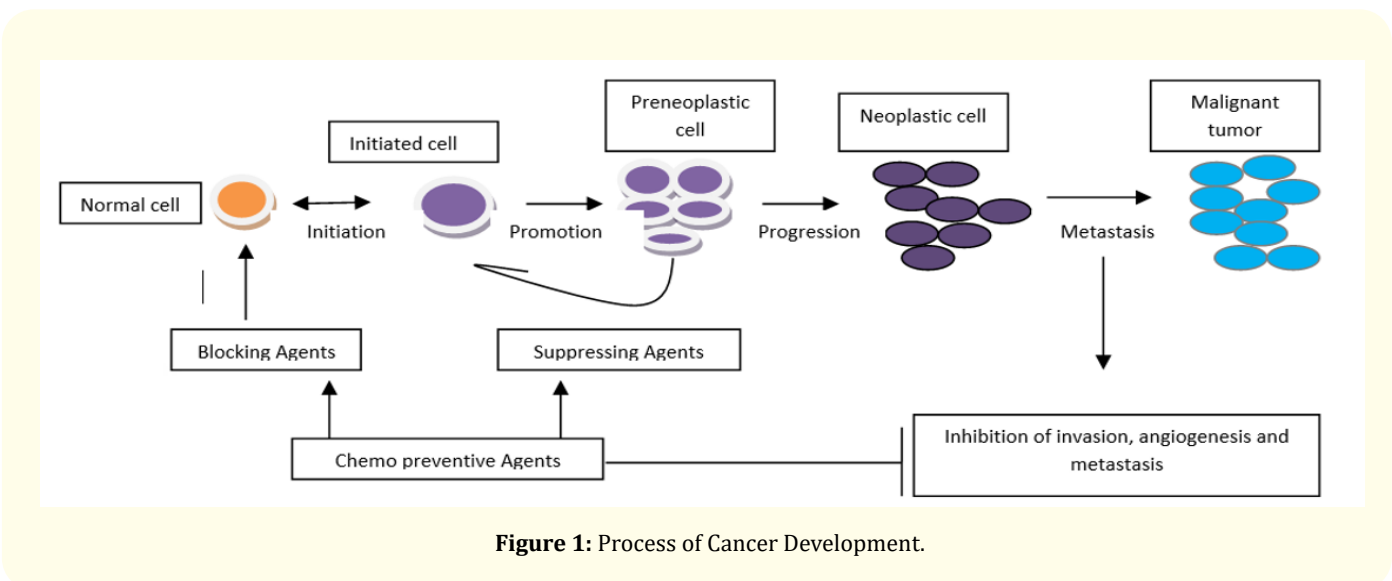 Preneoplastic
cell
Malignant
tumor
Neoplastic cell
Initiated cell
Normal cell
Initiation
Promotion
Progression
Metastasis
Blocking Agents
Suppressing Agents
Chemo preventive Agents
Inhibition of invasion, angiogenesis and
metastasis
Figure 1: Process of Cancer Development.